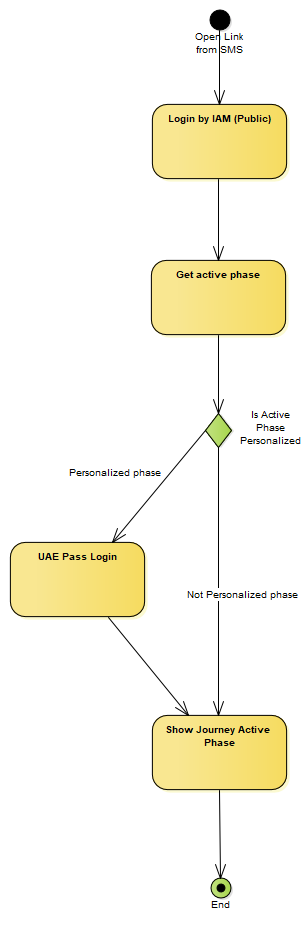 Open Link
from SMS
Login by IAM (Public)
Get active phase
Is Active
Phase
Personalized
Personalized phase
UAE Pass Login
Not Personalized phase
Show Journey Active
Phase
End